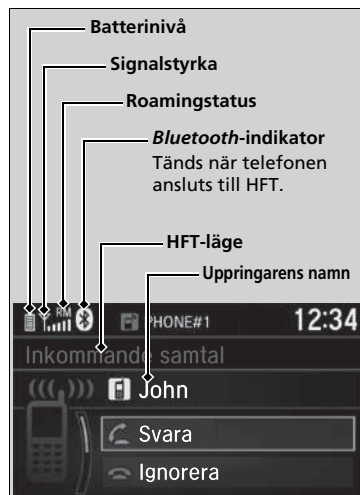 Batterinivå
Signalstyrka
Roamingstatus
Bluetooth-indikator
Tänds när telefonen
ansluts till HFT.
HFT-läge
Uppringarens namn
RM
PHONE#1
12:34
Inkommande samtal
John
Svara
Ignorera